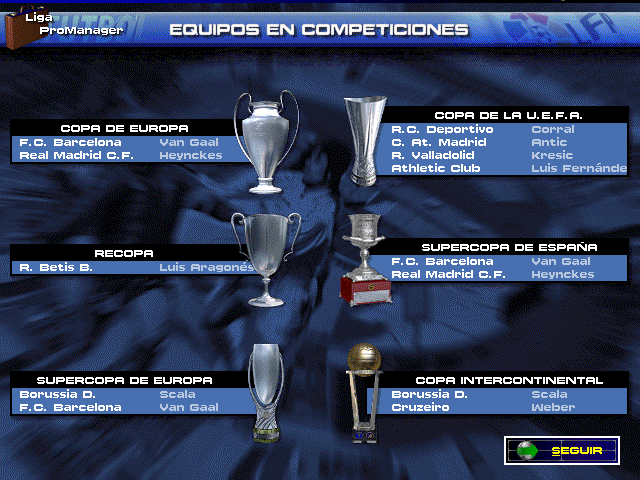 Liga
ProManager
FUTBOL
EQUIPOS EN COMPETICIONES
LFP
COPA DE EUROPA
F.C. Barcelona Van Gaal
Real Madrid C.F. Heynckes
COPA DE LA U.E.F.A.
R.C. Deportivo Corral
C. At. Madrid Antic
R. Valladolid Kresic
Athletic Club Luis Fernánde
RECOPA
R. Betis B. Luis Aragonés
SUPERCOPA DE ESPAÑA
F.C. Barcelona Van Gaal
Real Madrid C.F. Heynckes
SUPERCOPA DE EUROPA
Borussia D. Scala
F.C. Barcelona Van Gaal
COPA INTERCONTINENTAL
Borussia D. Scala
Cruzeiro Weber
SEGUIR